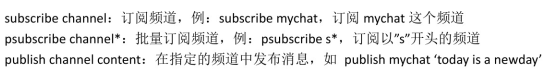 subscribe channel：订阅频道，例：subscribe mychat，订阅 mychat 这个频道
psubscribe channel*：批量订阅频道，例：psubscribe s*，订阅以”s”开头的频道
publish channel content：在指定的频道中发布消息，如 publish mychat ‘today is a newday’